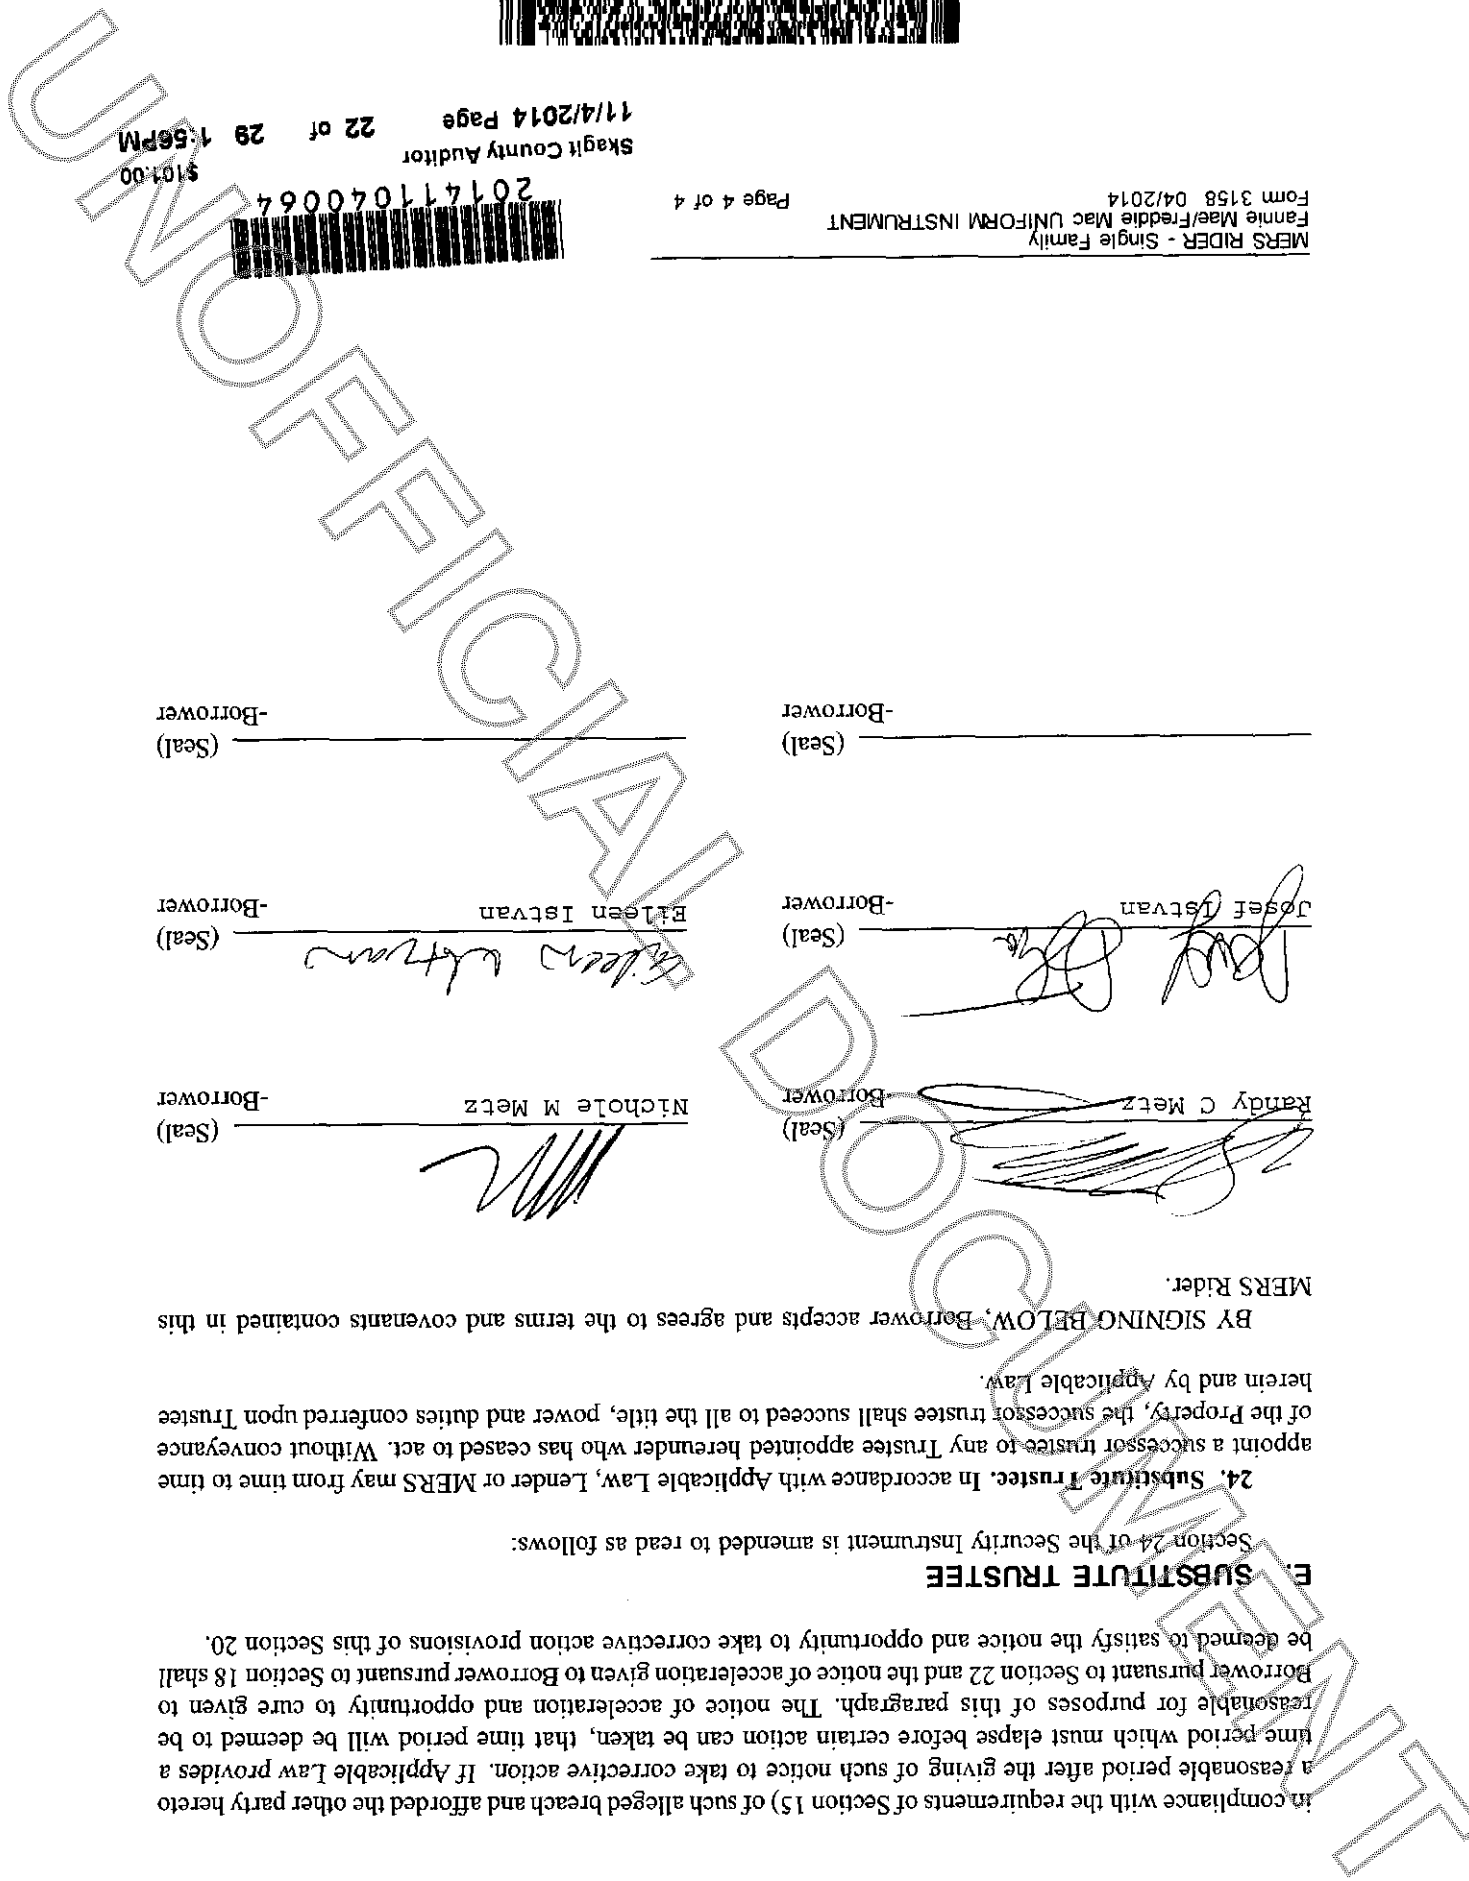 in compliance with the requirements of Section 15) of such alleged breach and afforded the other party hereto
a reasonable period after the giving of such notice to take corrective action. If Applicable Law provides a
time period which must elapse before certain action can be taken, that time period will be deemed to be
reasonable for purposes of this paragraph. The notice of acceleration and opportunity to cure given to
Borrower pursuant to Section 22 and the notice of acceleration given to Borrower pursuant to Section 18 shall
be deemed to satisfy the notice and opportunity to take corrective action provisions of this Section 20.
E. SUBSTITUTE TRUSTEE
Section 24 of the Security Instrument is amended to read as follows:
24. Substitute Trustee. In accordance with Applicable Law, Lender or MERS may from time to time
appoint a successor trustee to any Trustee appointed hereunder who has ceased to act. Without conveyance
of the Property, the successor trustee shall succeed to all the title, power and duties conferred upon Trustee
herein and by Applicable Law.
BY SIGNING BELOW, Borrower accepts and agrees to the terms and covenants contained in this
MERS Rider.
(Seal) (Seal)
Randy C Metz -Borrower Nichole M Metz -Borrower
Eileen Istvan
(Seal) (Seal)
Josef Istvan -Borrower Eileen Istvan -Borrower
(Seal) (Seal)
-Borrower -Borrower
MERS RIDER - Single Family
Fannie Mae/Freddie Mac UNIFORM INSTRUMENT
Form 3158 04/2014 Page 4 of 4
201411040064
Skagit County Auditor $101.00
11/4/2014 Page 22 of 29 1:56PM
UNOFFICIAL DOCUMENT